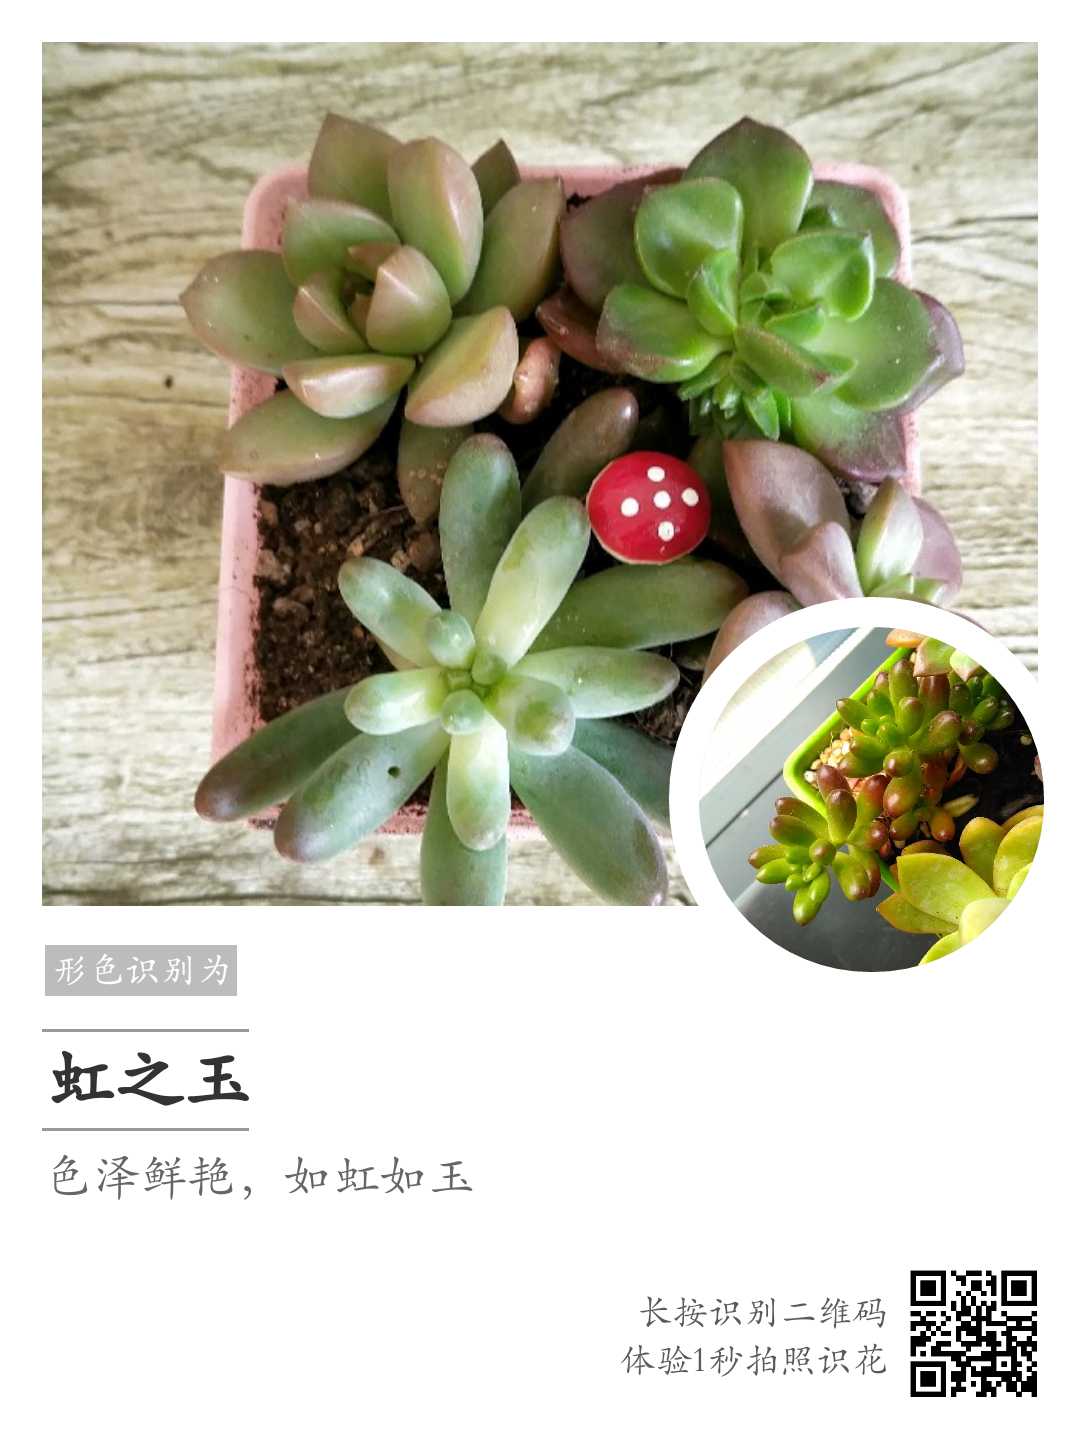 形色识别为
虹之玉
色泽鲜艳，如虹如玉
长按识别二维码
体验1秒拍照识花